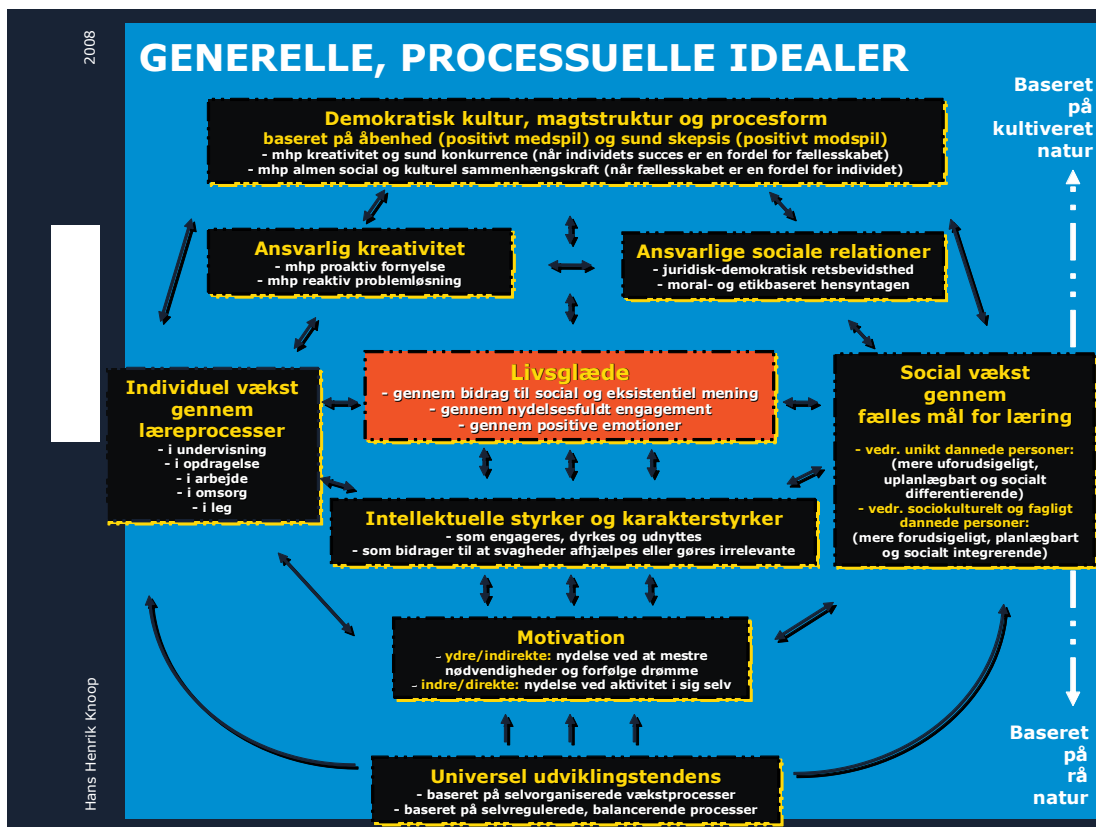 GENERELLE, PROCESSUELLE IDEALER
2008
Baseret
på
kultiveret
natur
Demokratisk kultur, magtstruktur og procesform
baseret på åbenhed (positivt medspil) og sund skepsis (positivt modspil)
- mhp kreativitet og sund konkurrence (når individets succes er en fordel for fællesskabet)
- mhp almen social og kulturel sammenhængskraft (når fællesskabet er en fordel for individet)
Ansvarlig kreativitet
- mhp proaktiv fornyelse
- mhp reaktiv problemløsning
Ansvarlige sociale relationer
- juridisk-demokratisk retsbevidsthed
- moral- og etikbaseret hensyntagen
Individuel vækst
gennem
læreprocesser
- i undervisning
- i opdragelse
- i arbejde
- i omsorg
- i leg
Livsglæde
- gennem bidrag til social og eksistentiel mening
- gennem nydelsesfuldt engagement
- gennem positive emotioner
Social vækst
gennem
fælles mål for læring
- vedr. unikt dannede personer:
(mere uforudsigeligt,
uplanlægbart og socialt
differentierende)
- vedr. sociokulturelt og fagligt
dannede personer:
(mere forudsigeligt, planlægbart
og socialt integrerende)
Intellektuelle styrker og karakterstyrker
- som engageres, dyrkes og udnyttes
- som bidrager til at svagheder afhjælpes eller gøres irrelevante
Motivation
- ydre/indirekte: nydelse ved at mestre
nødvendigheder og forfølge drømme
- indre/direkte: nydelse ved aktivitet i sig selv
Universel udviklingstendens
- baseret på selvorganiserede vækstprocesser
- baseret på selvregulerede, balancerende processer
Baseret
på
rå
natur
Hans Henrik Knoop